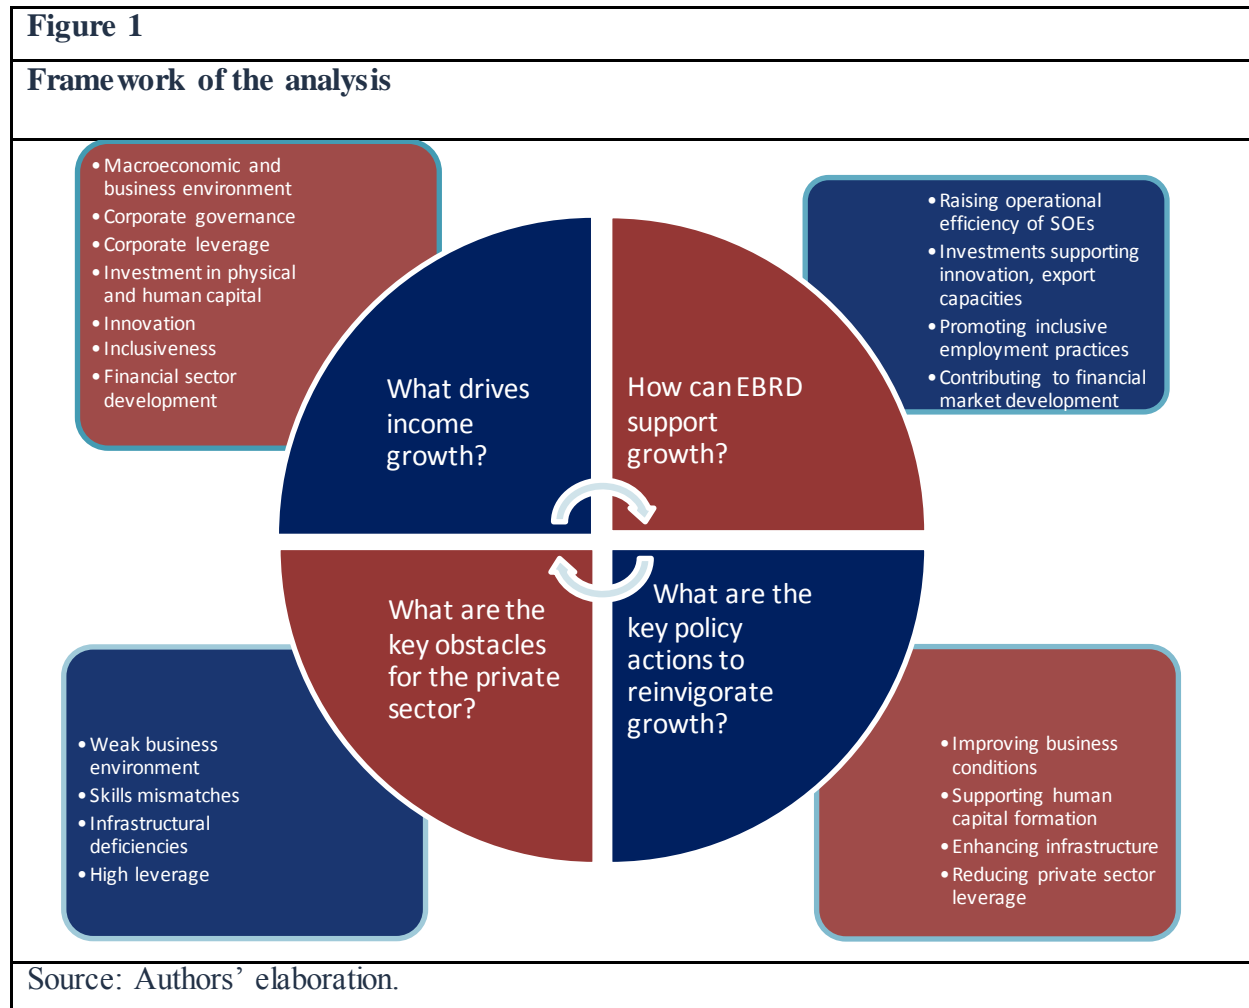 Figure 1
Framework of the analysis
• Macroeconomic and
business environment
• Corporate governance
• Corporate leverage
• Investment in physical
and human capital
• Innovation
• Inclusiveness
• Financial sector
development
• Raising operational
efficiency of SOEs
• Investments supporting
innovation, export
capacities
• Promoting inclusive
employment practices
• Contributing to financial
market development
What drives
income
growth?
How can EBRD
support
growth?
What are the
key obstacles
for the private
sector?
What are the
key policy
actions to
reinvigorate
growth?
• Weak business
environment
• Skills mismatches
• Infrastructural
deficiencies
• High leverage
• Improving business
conditions
• Supporting human
capital formation
• Enhancing infrastructure
• Reducing private sector
leverage
Source: Authors’ elaboration.